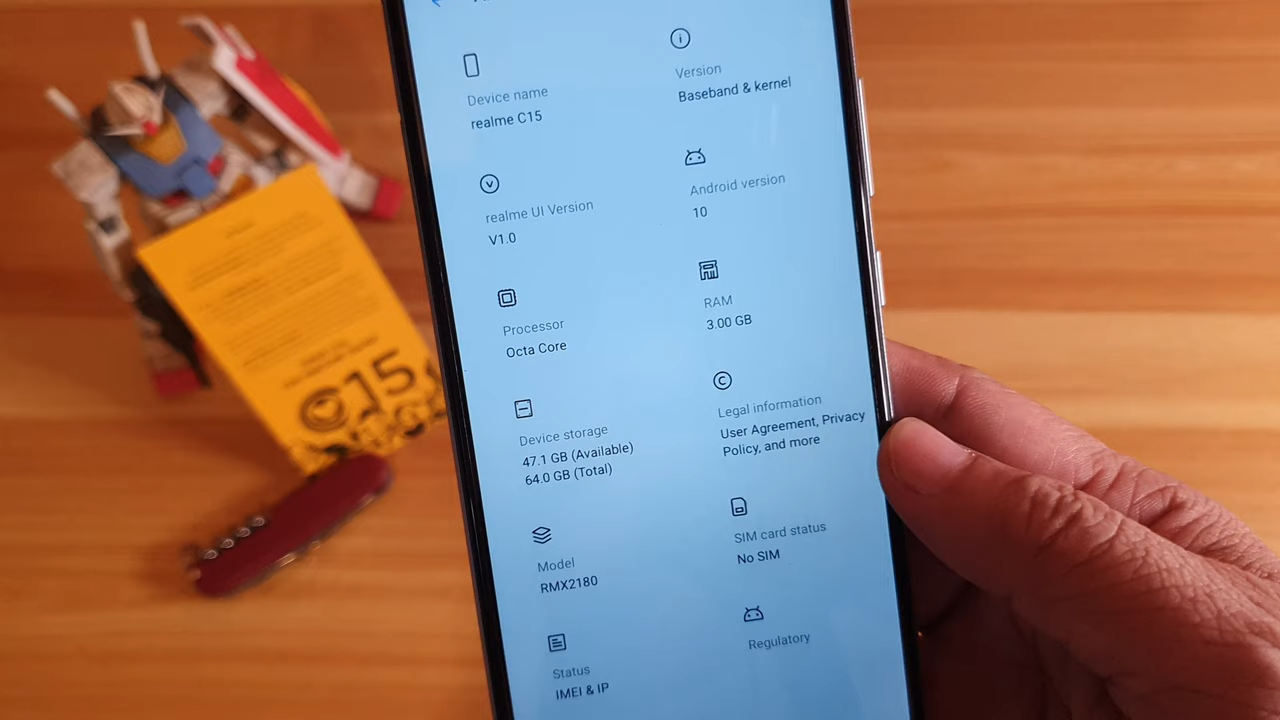 Device name
realme C15
Version
Baseband & kernel
realme UI Version
V1.0
Android version
10
Processor
Octa Core
RAM
3.00 GB
Device storage
47.1 GB (Available)
64.0 GB (Total)
Legal information
User Agreement, Privacy
Policy, and more
Model
RMX2180
SIM card status
No SIM
Status
IMEI & IP
Regulatory
C15